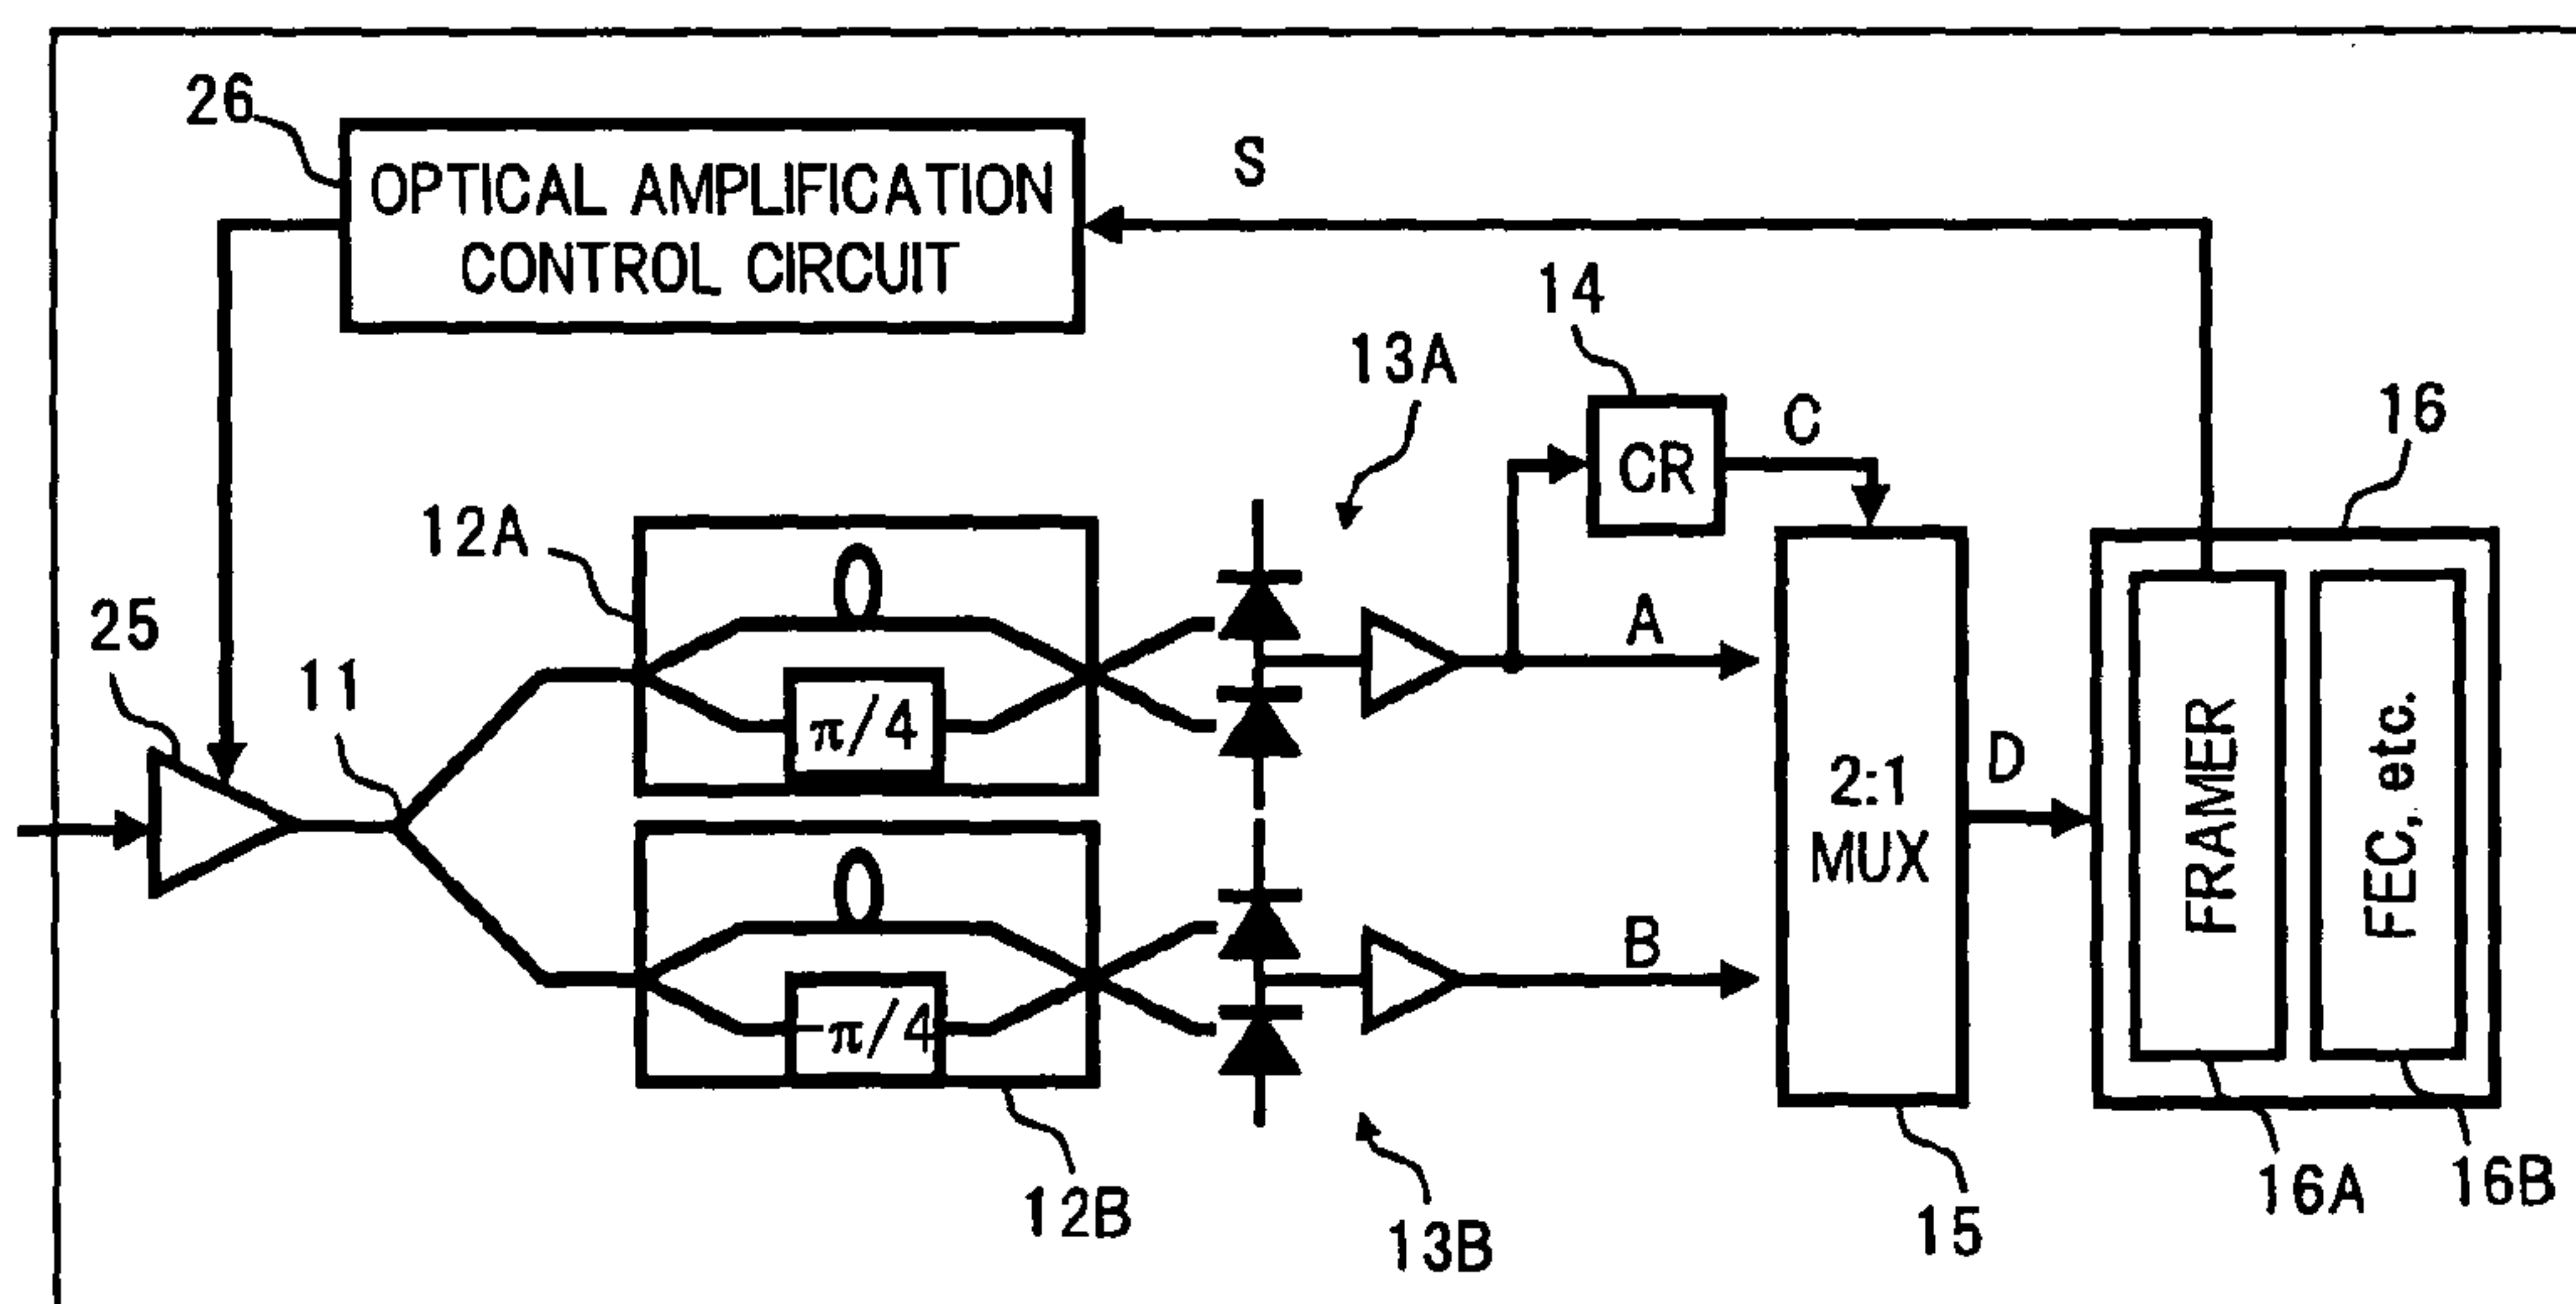 26
OPTICAL AMPLIFICATION
CONTROL CIRCUIT
S
14
13A
CR
C
16
12A
25
11
π/4
A
2:1
MUX
D
FRAMER
FEC, etc.
-π/4
B
12B
13B
15
16A
16B